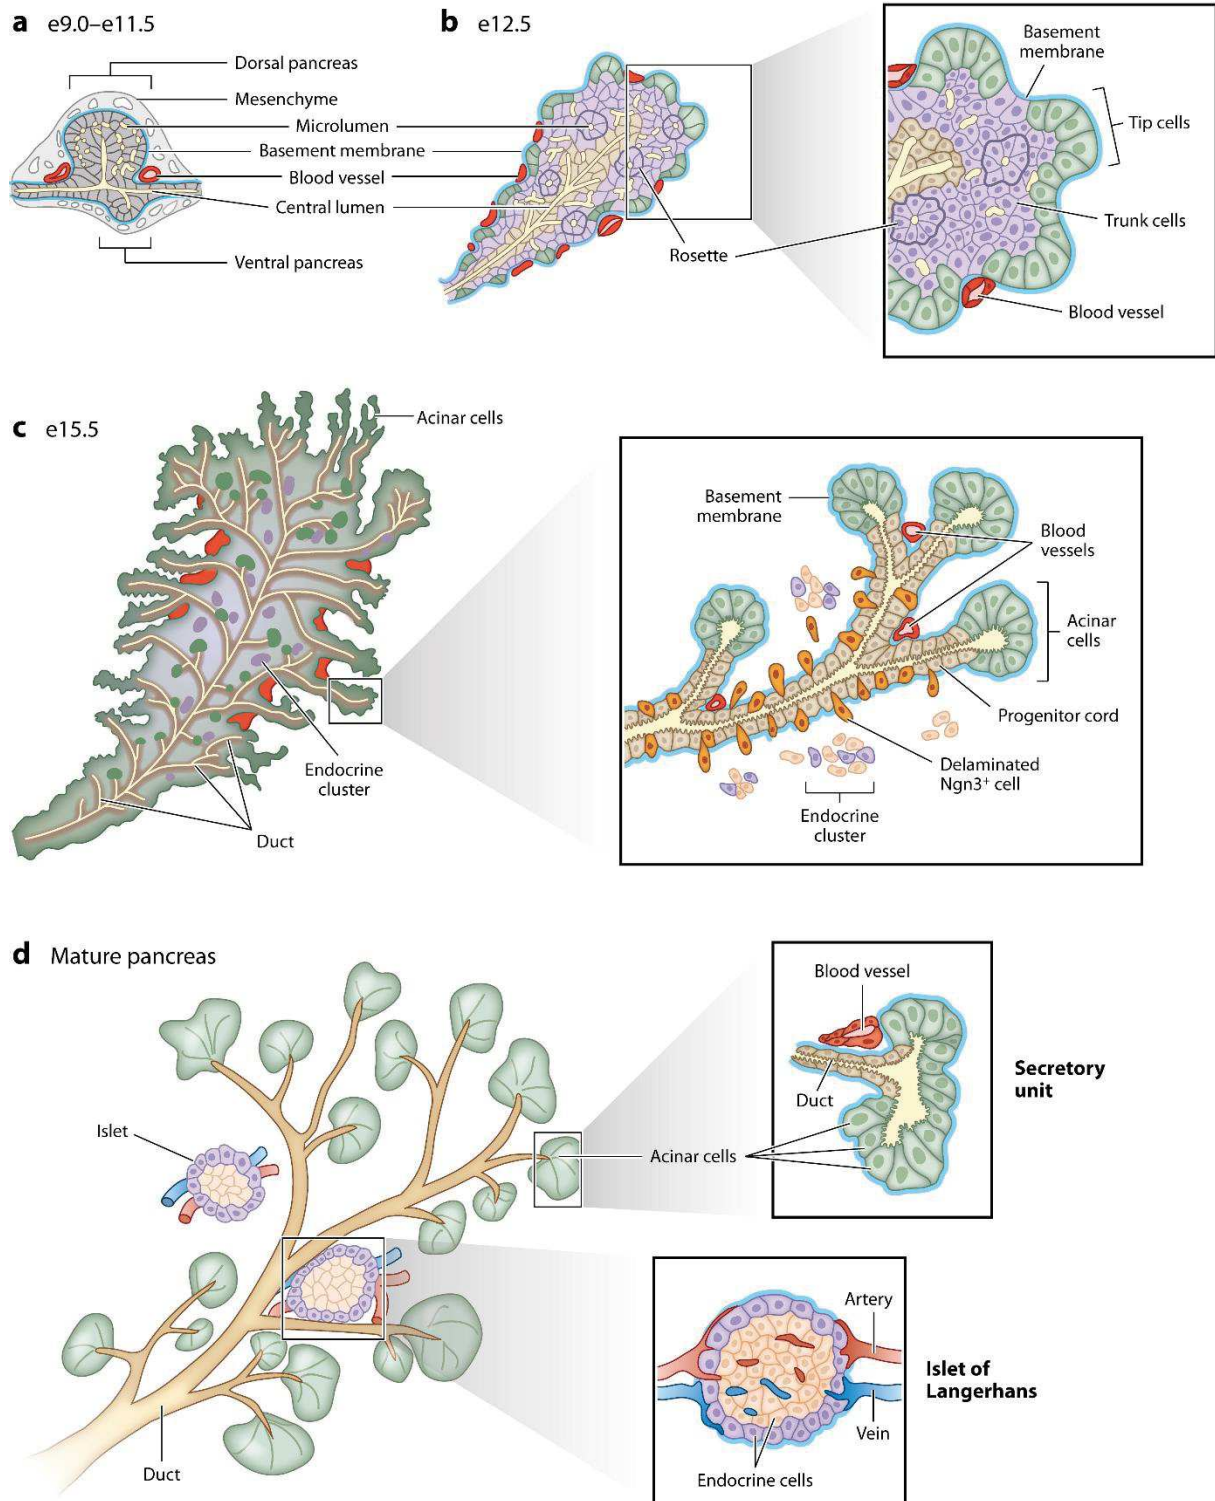 a e9.0–e11.5
Dorsal pancreas
Mesenchyme
Microlumen
Basement membrane
Blood vessel
Central lumen
Ventral pancreas
b e12.5
Rosette
Basement
membrane
Tip cells
Trunk cells
Blood vessel
c e15.5
Acinar cells
Endocrine
cluster
Duct
Basement
membrane
Blood
vessels
Acinar
cells
Progenitor cord
Delaminated
Ngn3⁺ cell
Endocrine
cluster
d Mature pancreas
Islet
Duct
Acinar cells
Blood vessel
Duct
Secretory
unit
Artery
Vein
Endocrine cells
Islet of
Langerhans